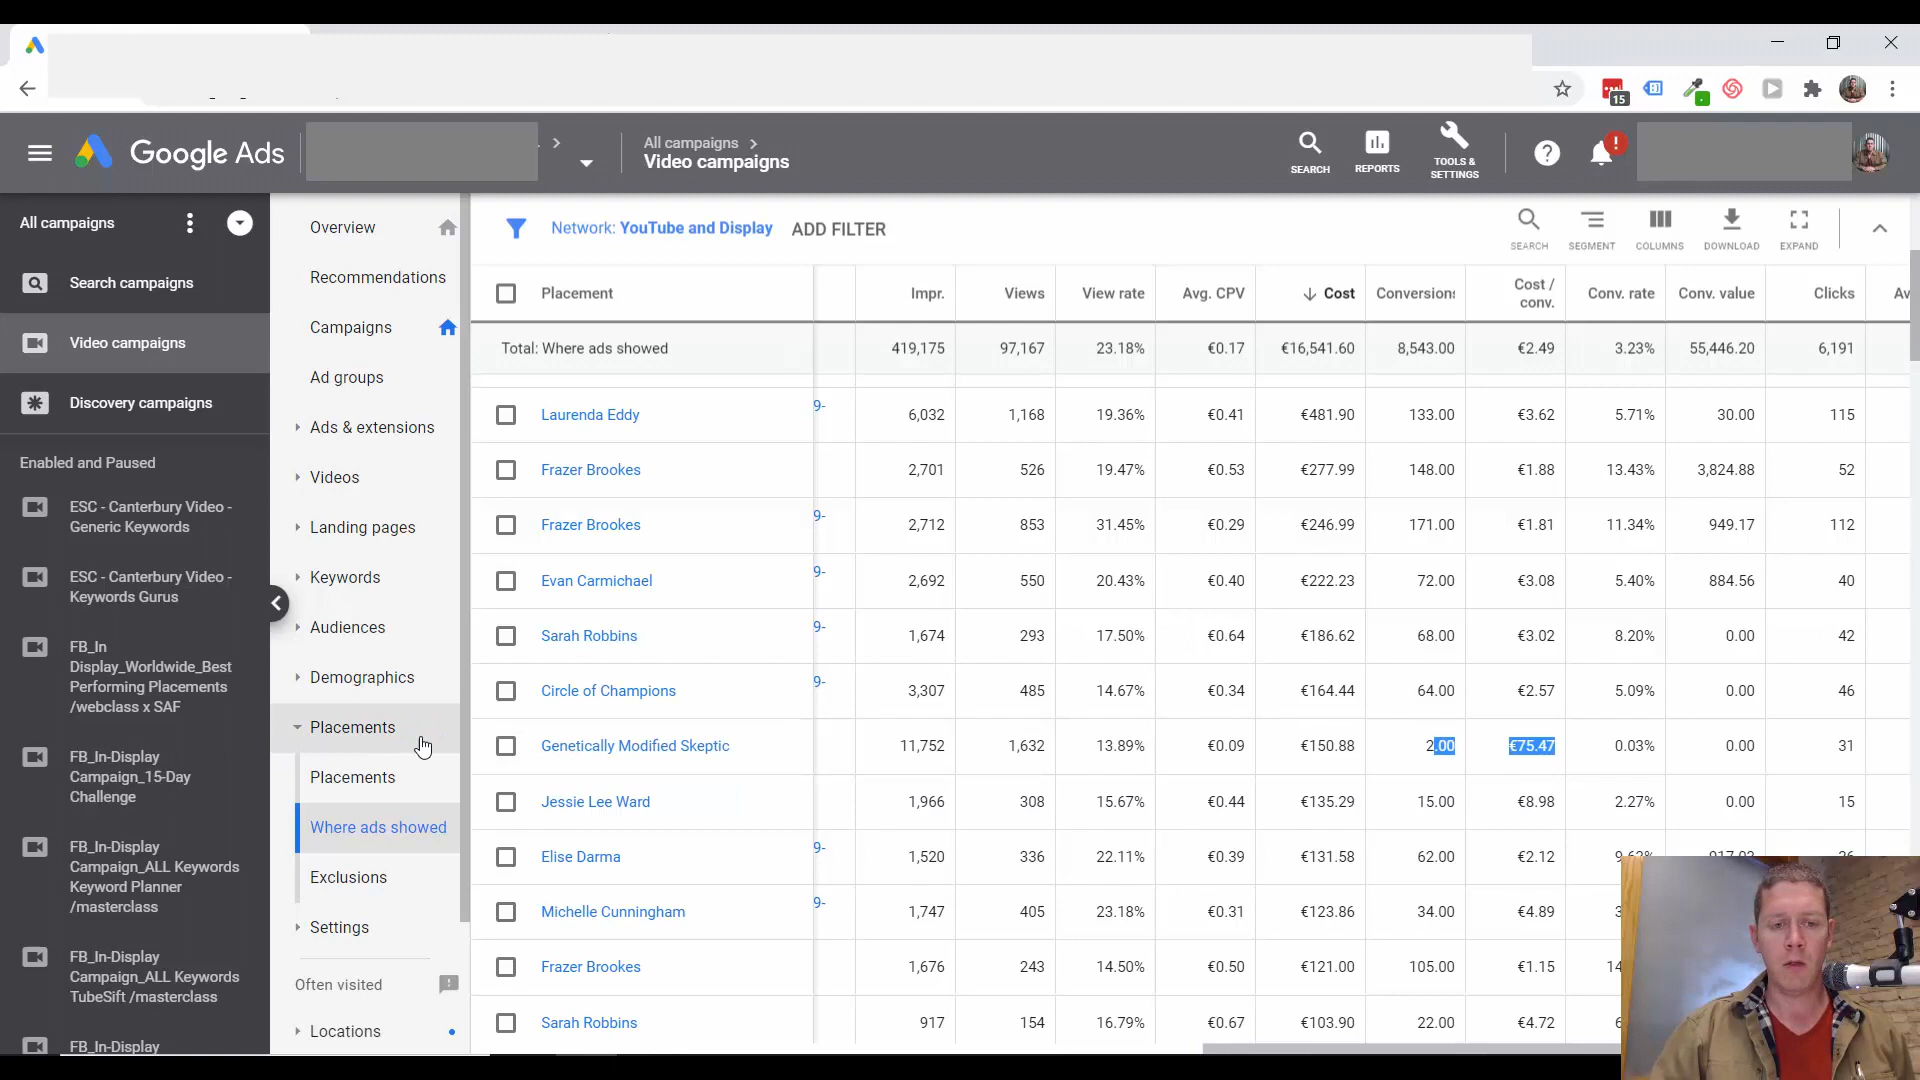 15
Google Ads
All campaigns
Video campaigns
SEARCH
REPORTS
TOOLS &
SETTINGS
All campaigns
Search campaigns
Video campaigns
Discovery campaigns
Enabled and Paused
ESC - Canterbury Video -
Generic Keywords
ESC - Canterbury Video -
Keywords Gurus
FB_In
Display_Worldwide_Best
Performing Placements
/webclass x SAF
FB_In-Display
Campaign_15-Day
Challenge
FB_In-Display
Campaign_ALL Keywords
Keyword Planner
/masterclass
FB_In-Display
Campaign_ALL Keywords
TubeSift /masterclass
FB_In-Display
Overview
Recommendations
Campaigns
Ad groups
Ads & extensions
Videos
Landing pages
Keywords
Audiences
Demographics
Placements
Placements
Where ads showed
Exclusions
Settings
Often visited
Locations
Network: YouTube and Display ADD FILTER
SEARCH SEGMENT COLUMNS DOWNLOAD EXPAND
Placement Impr. Views View rate Avg. CPV Cost Conversions Cost / conv. Conv. rate Conv. value Clicks Av
Total: Where ads showed 419,175 97,167 23.18% €0.17 €16,541.60 8,543.00 €2.49 3.23% 55,446.20 6,191
Laurenda Eddy 9- 6,032 1,168 19.36% €0.41 €481.90 133.00 €3.62 5.71% 30.00 115
Frazer Brookes 2,701 526 19.47% €0.53 €277.99 148.00 €1.88 13.43% 3,824.88 52
Frazer Brookes 9- 2,712 853 31.45% €0.29 €246.99 171.00 €1.81 11.34% 949.17 112
Evan Carmichael 9- 2,692 550 20.43% €0.40 €222.23 72.00 €3.08 5.40% 884.56 40
Sarah Robbins 9- 1,674 293 17.50% €0.64 €186.62 68.00 €3.02 8.20% 0.00 42
Circle of Champions 9- 3,307 485 14.67% €0.34 €164.44 64.00 €2.57 5.09% 0.00 46
Genetically Modified Skeptic 11,752 1,632 13.89% €0.09 €150.88 2.00 €75.47 0.03% 0.00 31
Jessie Lee Ward 1,966 308 15.67% €0.44 €135.29 15.00 €8.98 2.27% 0.00 15
Elise Darma 9- 1,520 336 22.11% €0.39 €131.58 62.00 €2.12
Michelle Cunningham 9- 1,747 405 23.18% €0.31 €123.86 34.00 €4.89
Frazer Brookes 1,676 243 14.50% €0.50 €121.00 105.00 €1.15
Sarah Robbins 917 154 16.79% €0.67 €103.90 22.00 €4.72